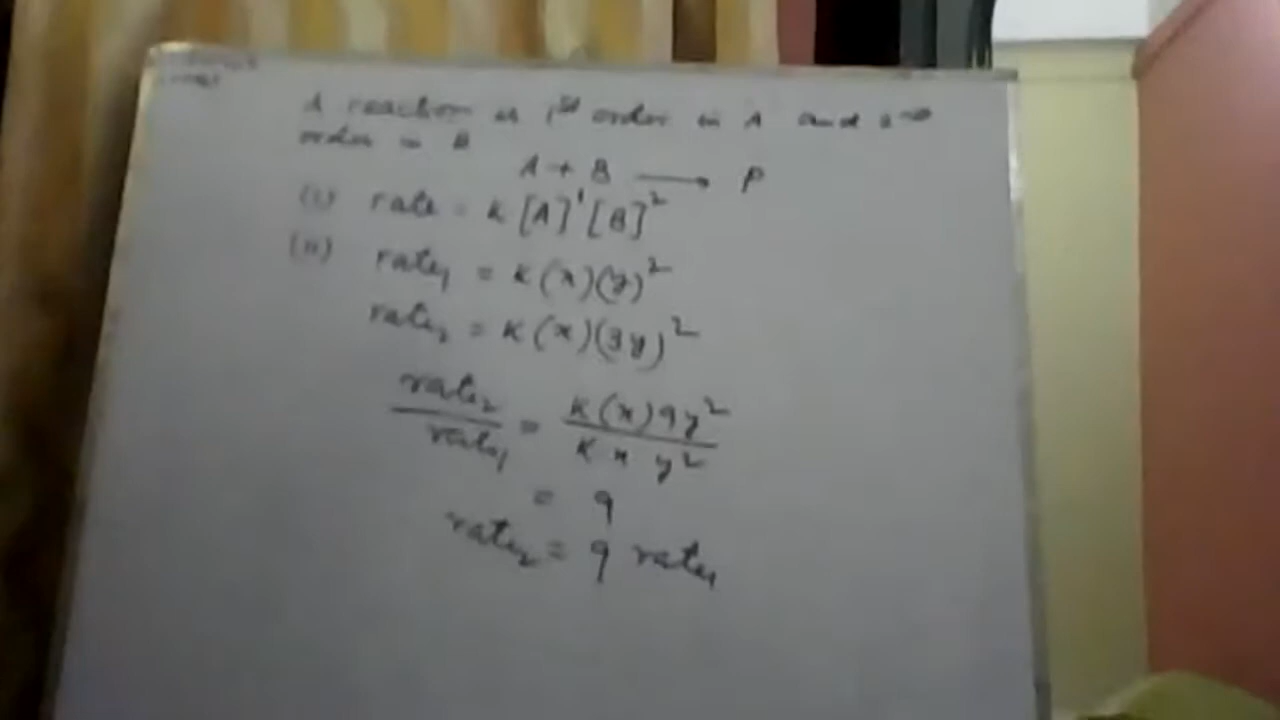 A reaction is 1st order in A and 2nd
order in B
A + B ⟶ P
(i) rate = K [A]¹ [B]²
(ii) rate₁ = K (x)(y)²
rate₂ = K (x)(3y)²
rate₂ / rate₁ = K(x)9y² / K x y²
= 9
rate₂ = 9 rate₁